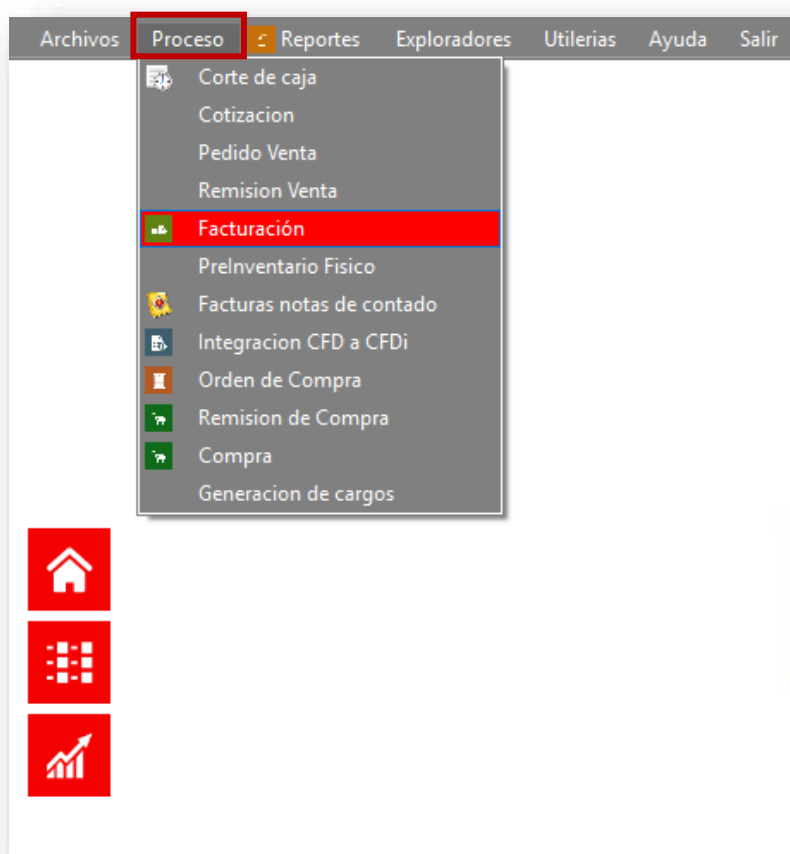 Archivos Proceso Reportes Exploradores Utilerias Ayuda Salir
Corte de caja
Cotizacion
Pedido Venta
Remision Venta
Facturación
PreInventario Fisico
Facturas notas de contado
Integracion CFD a CFDi
Orden de Compra
Remision de Compra
Compra
Generacion de cargos